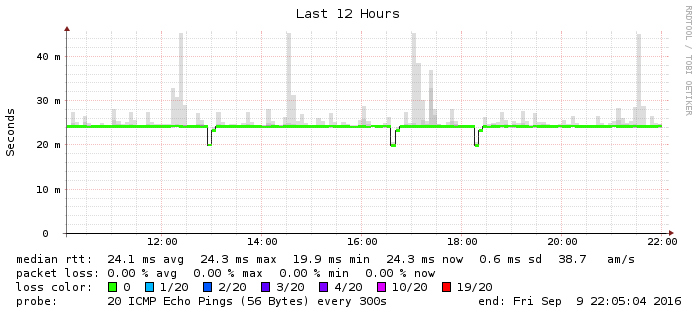 Last 12 Hours
RRDTOOL / TOBI OETIKER
Seconds
40 m
30 m
20 m
10 m
0
12:00 14:00 16:00 18:00 20:00 22:00
median rtt: 24.1 ms avg 24.3 ms max 19.9 ms min 24.3 ms now 0.6 ms sd 38.7 am/s
packet loss: 0.00 % avg 0.00 % max 0.00 % min 0.00 % now
loss color: 0 1/20 2/20 3/20 4/20 10/20 19/20
probe: 20 ICMP Echo Pings (56 Bytes) every 300s end: Fri Sep 9 22:05:04 2016